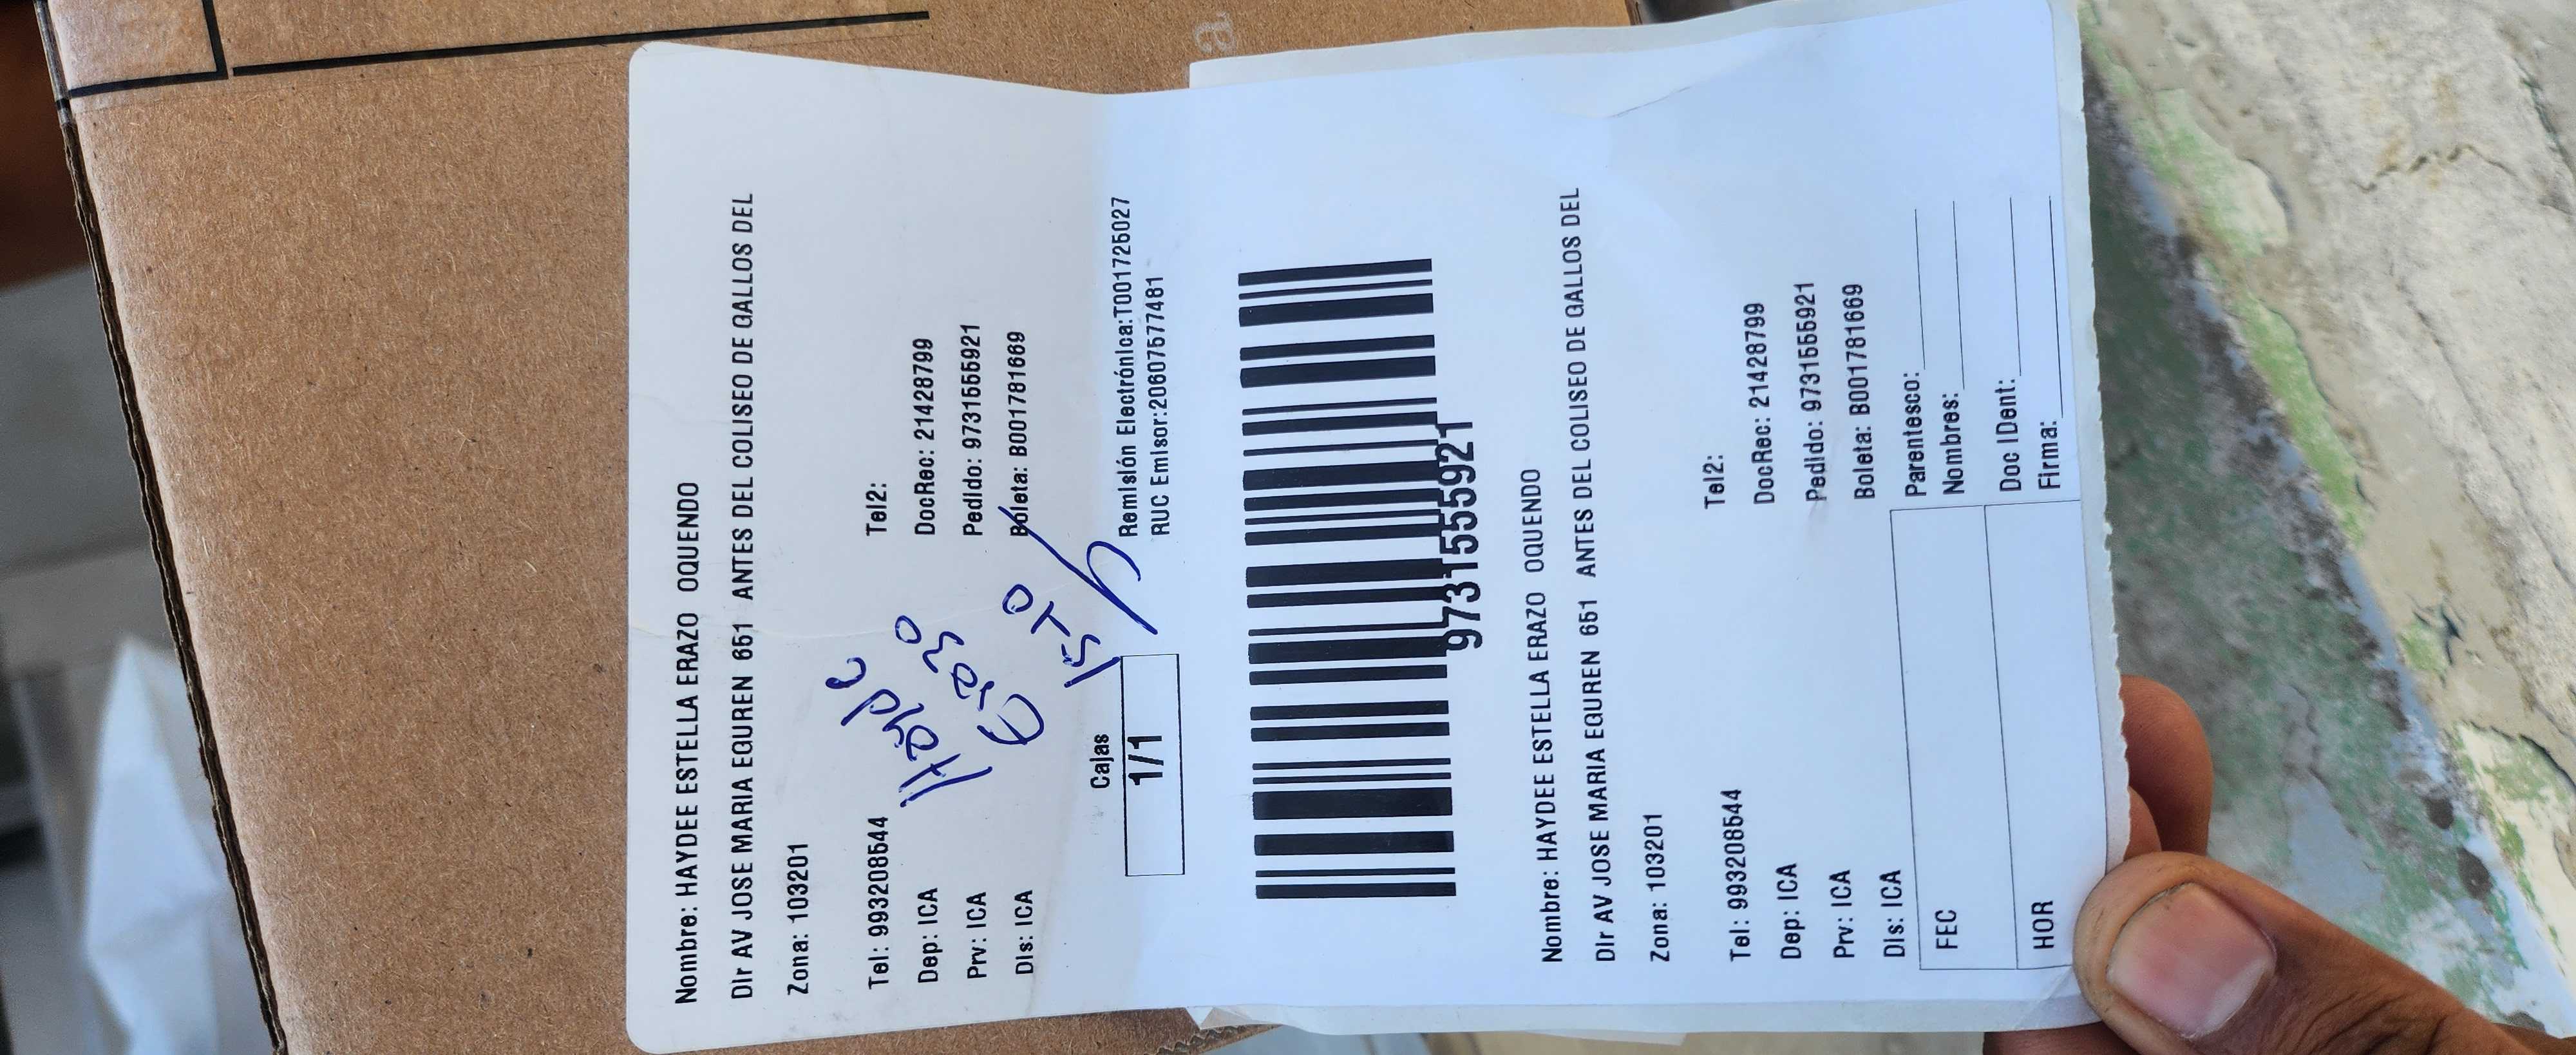 Nombre: HAYDEE ESTELLA ERAZO OQUENDO
Dir AV JOSE MARIA EGUREN 651 ANTES DEL COLISEO DE GALLOS DEL
Zona: 103201
Tel: 993208544 Tel2:
Dep: ICA DocRec: 21428799
Prv: ICA Pedido: 9731555921
Dis: ICA Boleta: B001781669
Hayde
Erazo
Cajas
1/1
Remisión Electrónica:T001725027
RUC Emisor:20607577481
9731555921
Nombre: HAYDEE ESTELLA ERAZO OQUENDO
Dir AV JOSE MARIA EGUREN 651 ANTES DEL COLISEO DE GALLOS DEL
Zona: 103201
Tel: 993208544 Tel2:
Dep: ICA DocRec: 21428799
Prv: ICA Pedido: 9731555921
Dis: ICA Boleta: B001781669
FEC
HOR
Parentesco:
Nombres:
Doc IDent:
Firma: